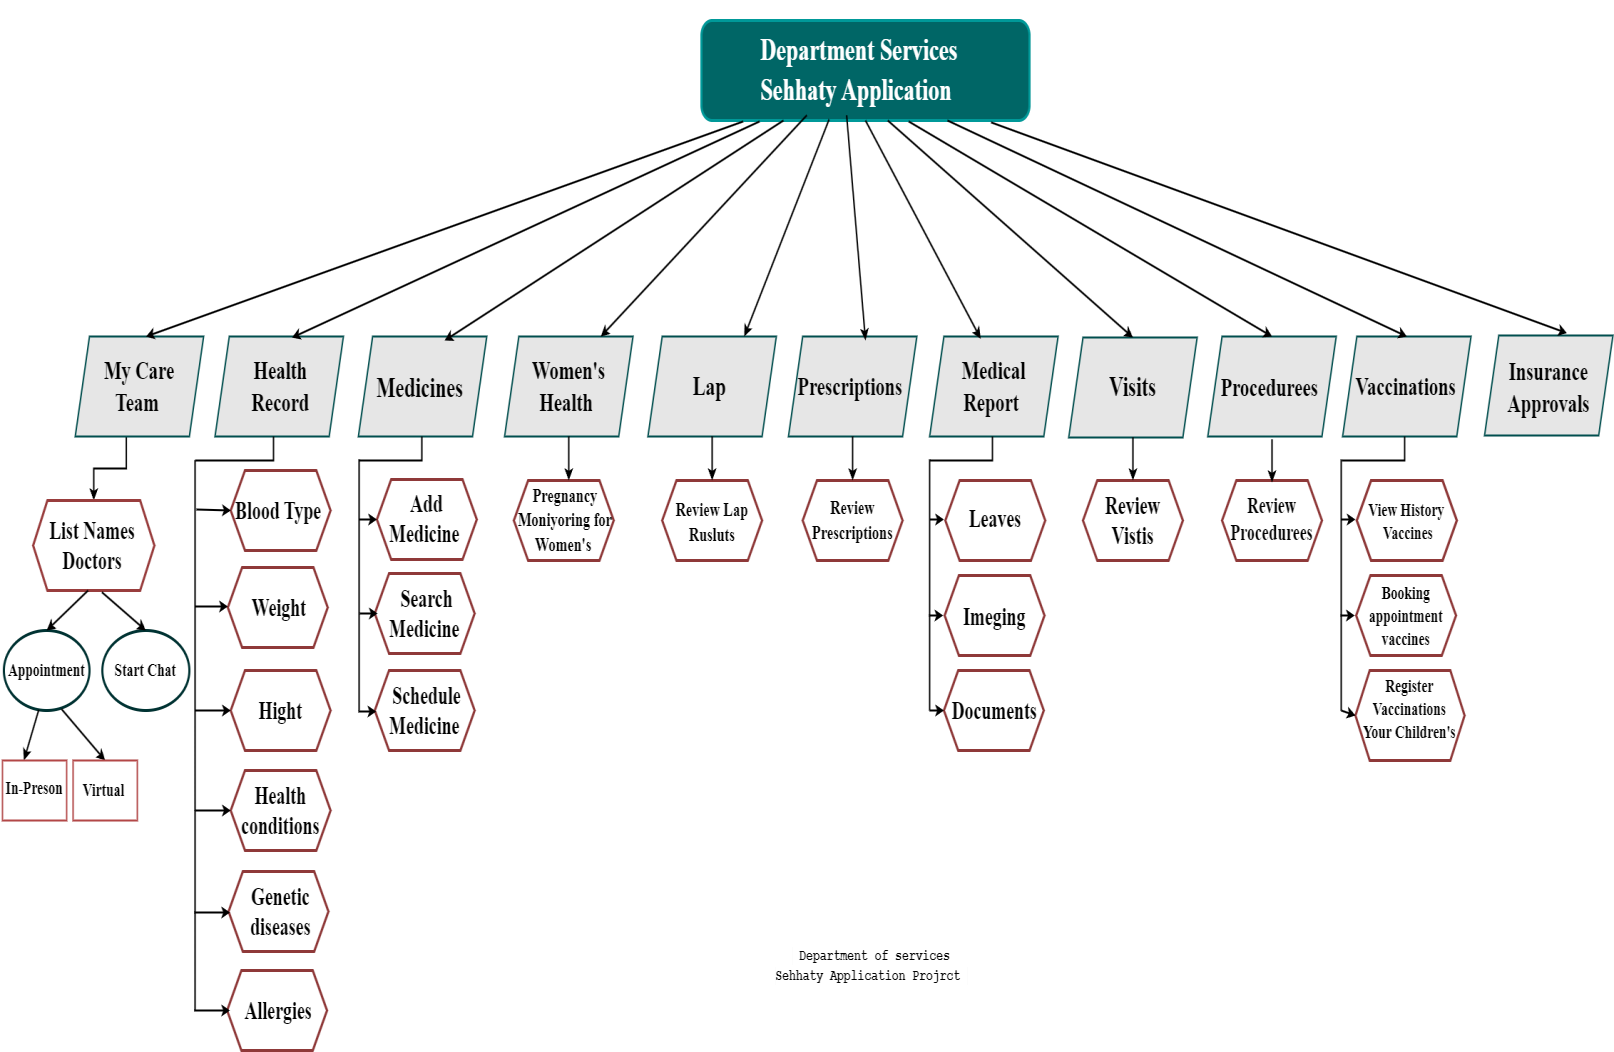 Department Services
Sehhaty Application
My Care
Team
Health
Record
Medicines
Women's
Health
Lap
Prescriptions
Medical
Report
Visits
Procedurees
Vaccinations
Insurance
Approvals
List Names
Doctors
Appointment
Start Chat
In-Preson
Virtual
Blood Type
Weight
Hight
Health
conditions
Genetic
diseases
Allergies
Add
Medicine
Search
Medicine
Schedule
Medicine
Pregnancy
Moniyoring for
Women's
Review Lap
Rusluts
Review
Prescriptions
Leaves
Imeging
Documents
Review
Vistis
Review
Procedurees
View History
Vaccines
Booking
appointment
vaccines
Register
Vaccinations
Your Children's
Department of services
Sehhaty Application Projrct